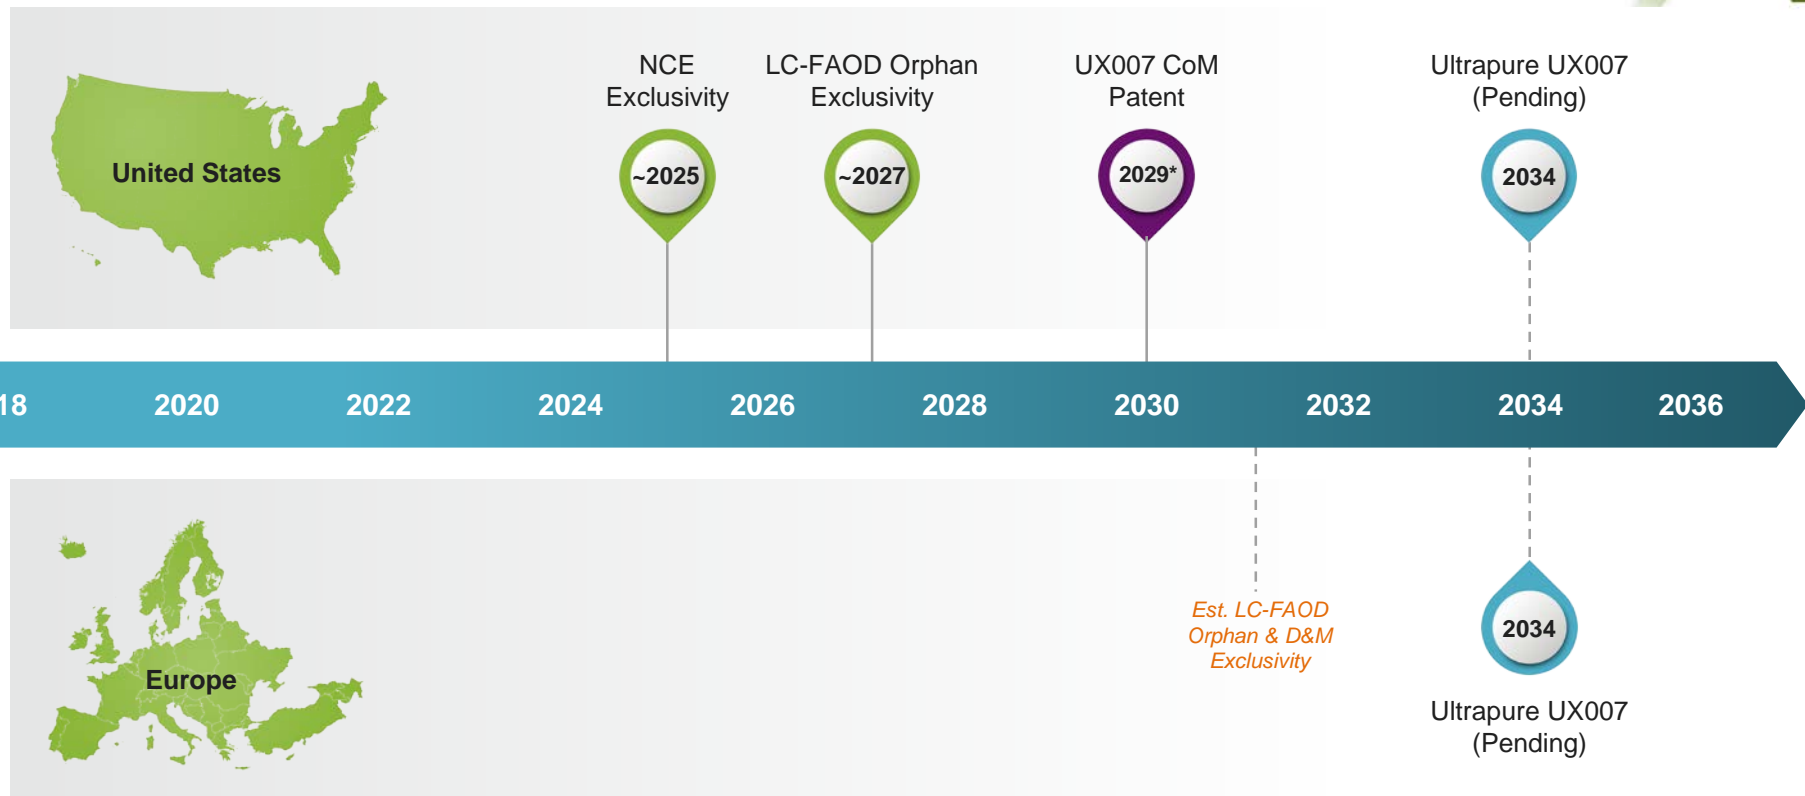 NCE
Exclusivity
LC-FAOD Orphan
Exclusivity
UX007 CoM
Patent
Ultrapure UX007
(Pending)
United States
~2025
~2027
2029*
2034
18 2020 2022 2024 2026 2028 2030 2032 2034 2036
Est. LC-FAOD
Orphan & D&M
Exclusivity
2034
Europe
Ultrapure UX007
(Pending)